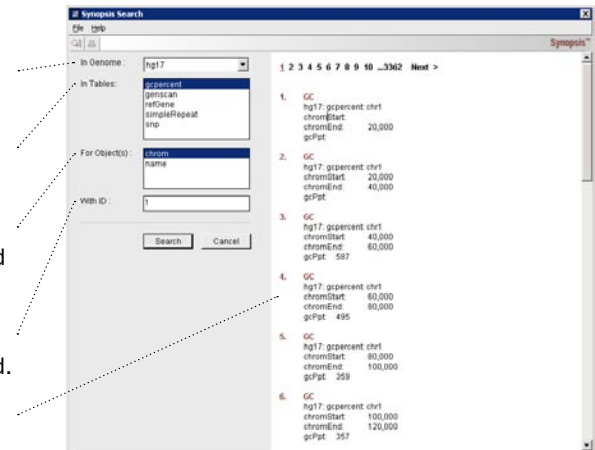 Synopsis Search
File Help
Synopsis™
In Genome :
hg17
In Tables:
gcpercent
genscan
refGene
simpleRepeat
snp
For Object(s) :
chrom
name
With ID :
1
Search Cancel
d
d.
1 2 3 4 5 6 7 8 9 10 ...3362 Next >
1. GC
hg17: gcpercent chr1
chromStart:
chromEnd: 20,000
gcPpt:
2. GC
hg17: gcpercent chr1
chromStart: 20,000
chromEnd: 40,000
gcPpt:
3. GC
hg17: gcpercent chr1
chromStart: 40,000
chromEnd: 60,000
gcPpt: 587
4. GC
hg17: gcpercent chr1
chromStart: 60,000
chromEnd: 80,000
gcPpt: 495
5. GC
hg17: gcpercent chr1
chromStart: 80,000
chromEnd: 100,000
gcPpt: 359
6. GC
hg17: gcpercent chr1
chromStart: 100,000
chromEnd: 120,000
gcPpt: 357